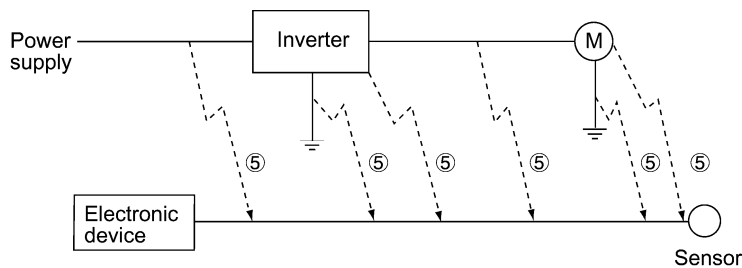 Power
supply
Inverter
M
⑤ ⑤ ⑤ ⑤ ⑤ ⑤
Electronic
device
Sensor